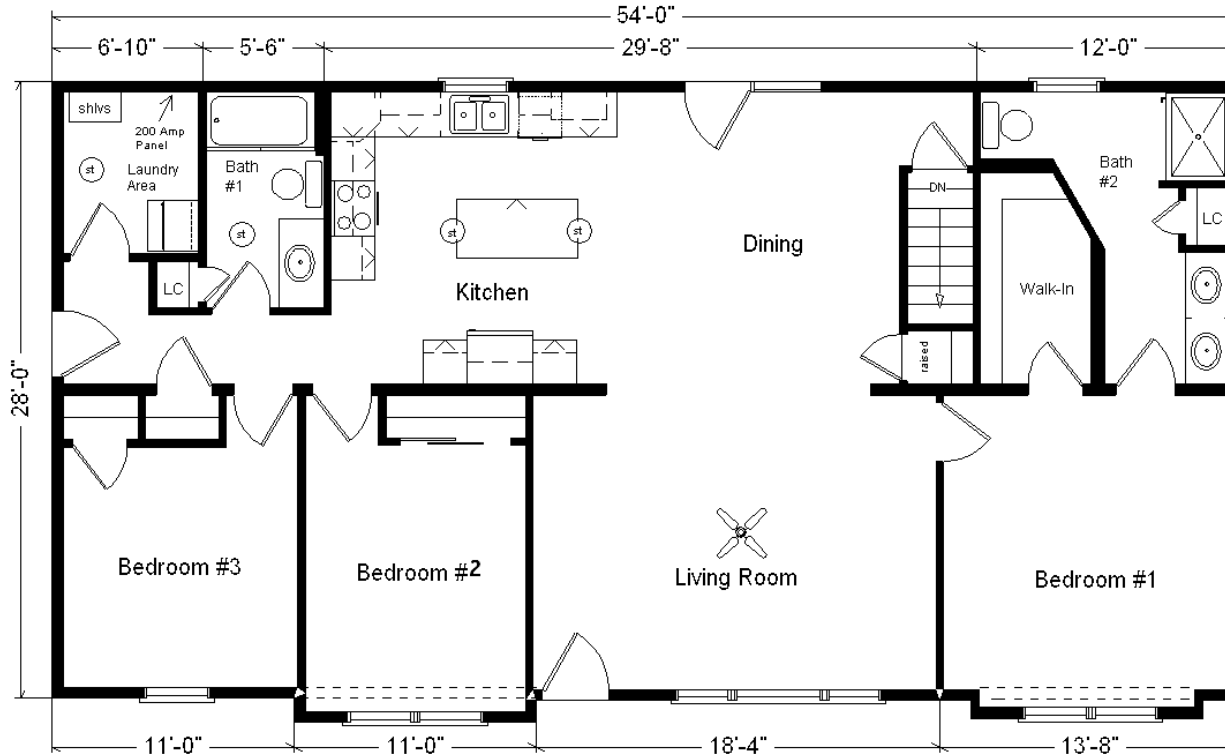 54'-0"
6'-10"
5'-6"
29'-8"
12'-0"
28'-0"
shlvs
200 Amp
Panel
st
Laundry
Area
Bath
#1
st
LC
st
st
Kitchen
Dining
DN
raised
Walk-In
Bath
#2
LC
Bedroom #3
Bedroom #2
Living Room
Bedroom #1
11'-0"
11'-0"
18'-4"
13'-8"